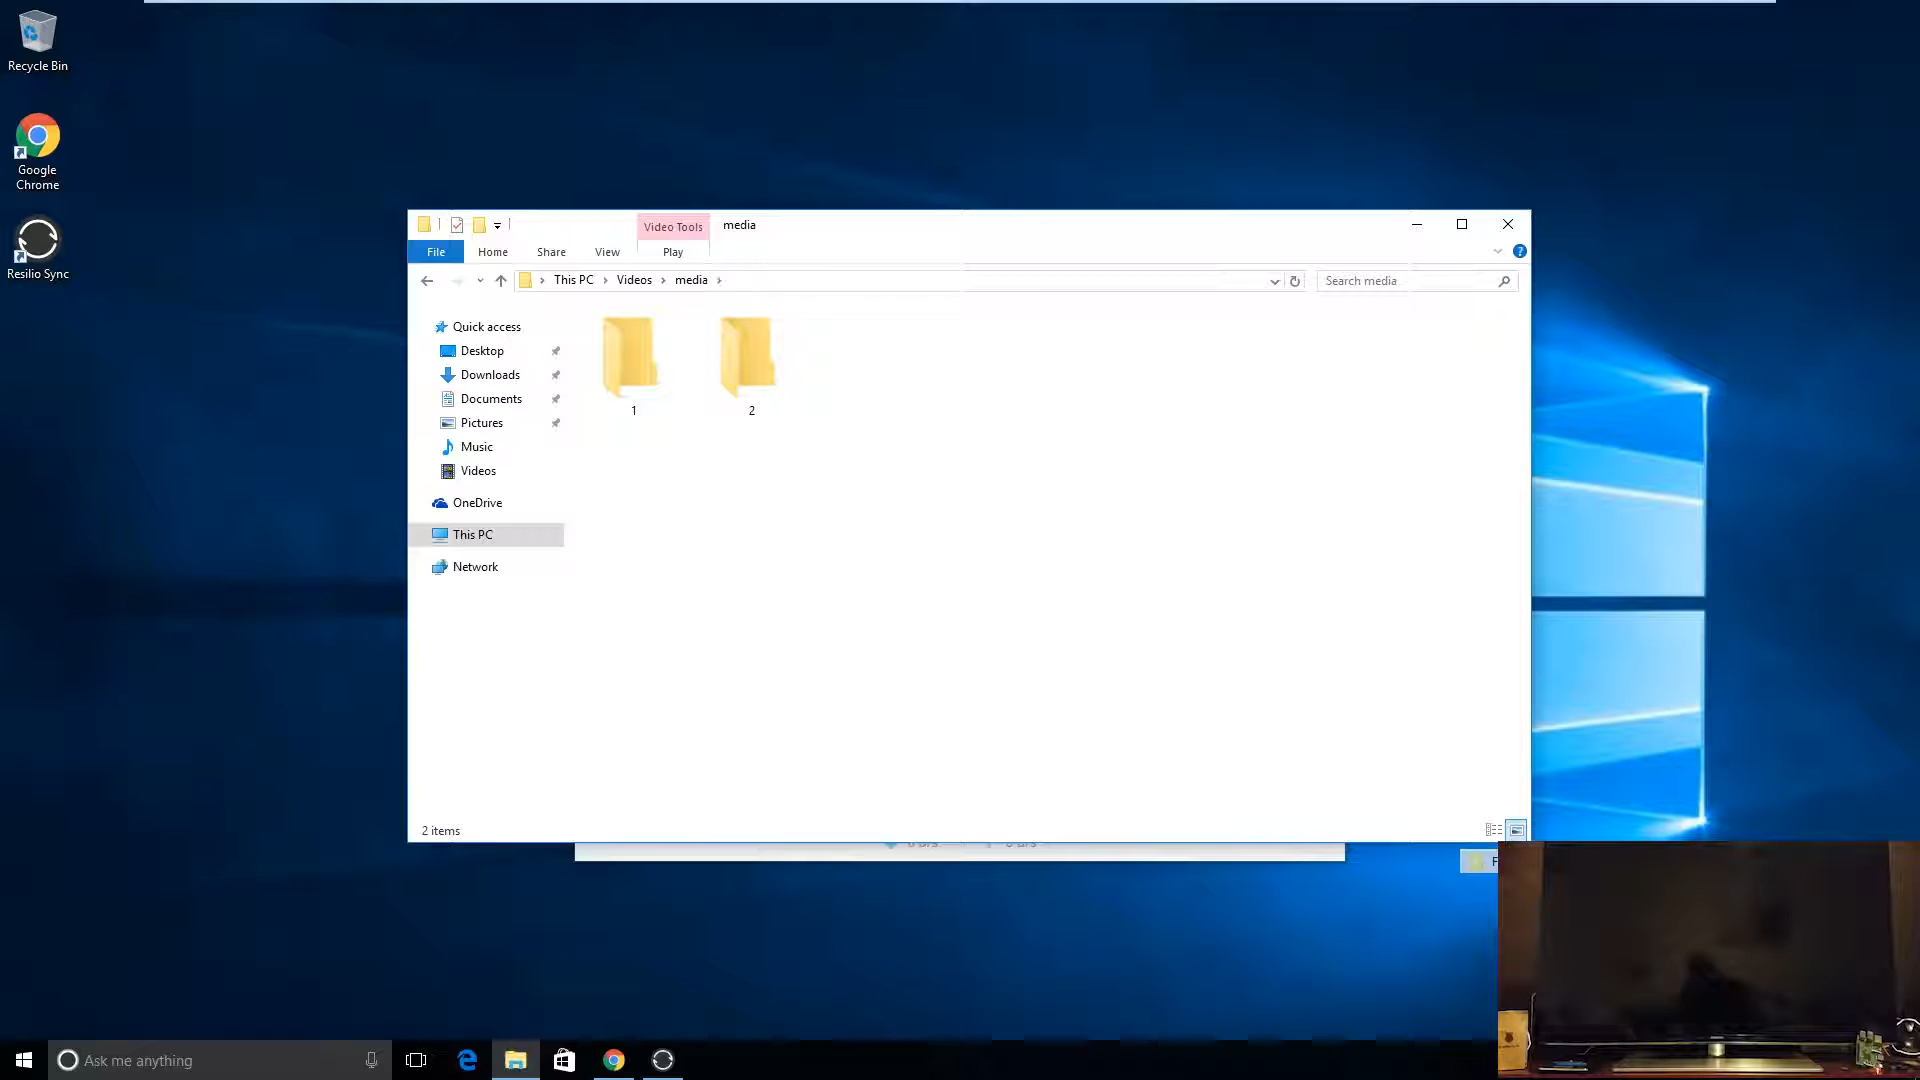 Recycle Bin
Google
Chrome
Resilio Sync
Video Tools
media
File
Home
Share
View
Play
This PC
Videos
media
Search media
Quick access
Desktop
Downloads
Documents
Pictures
Music
Videos
OneDrive
This PC
Network
1
2
2 items
F
Ask me anything